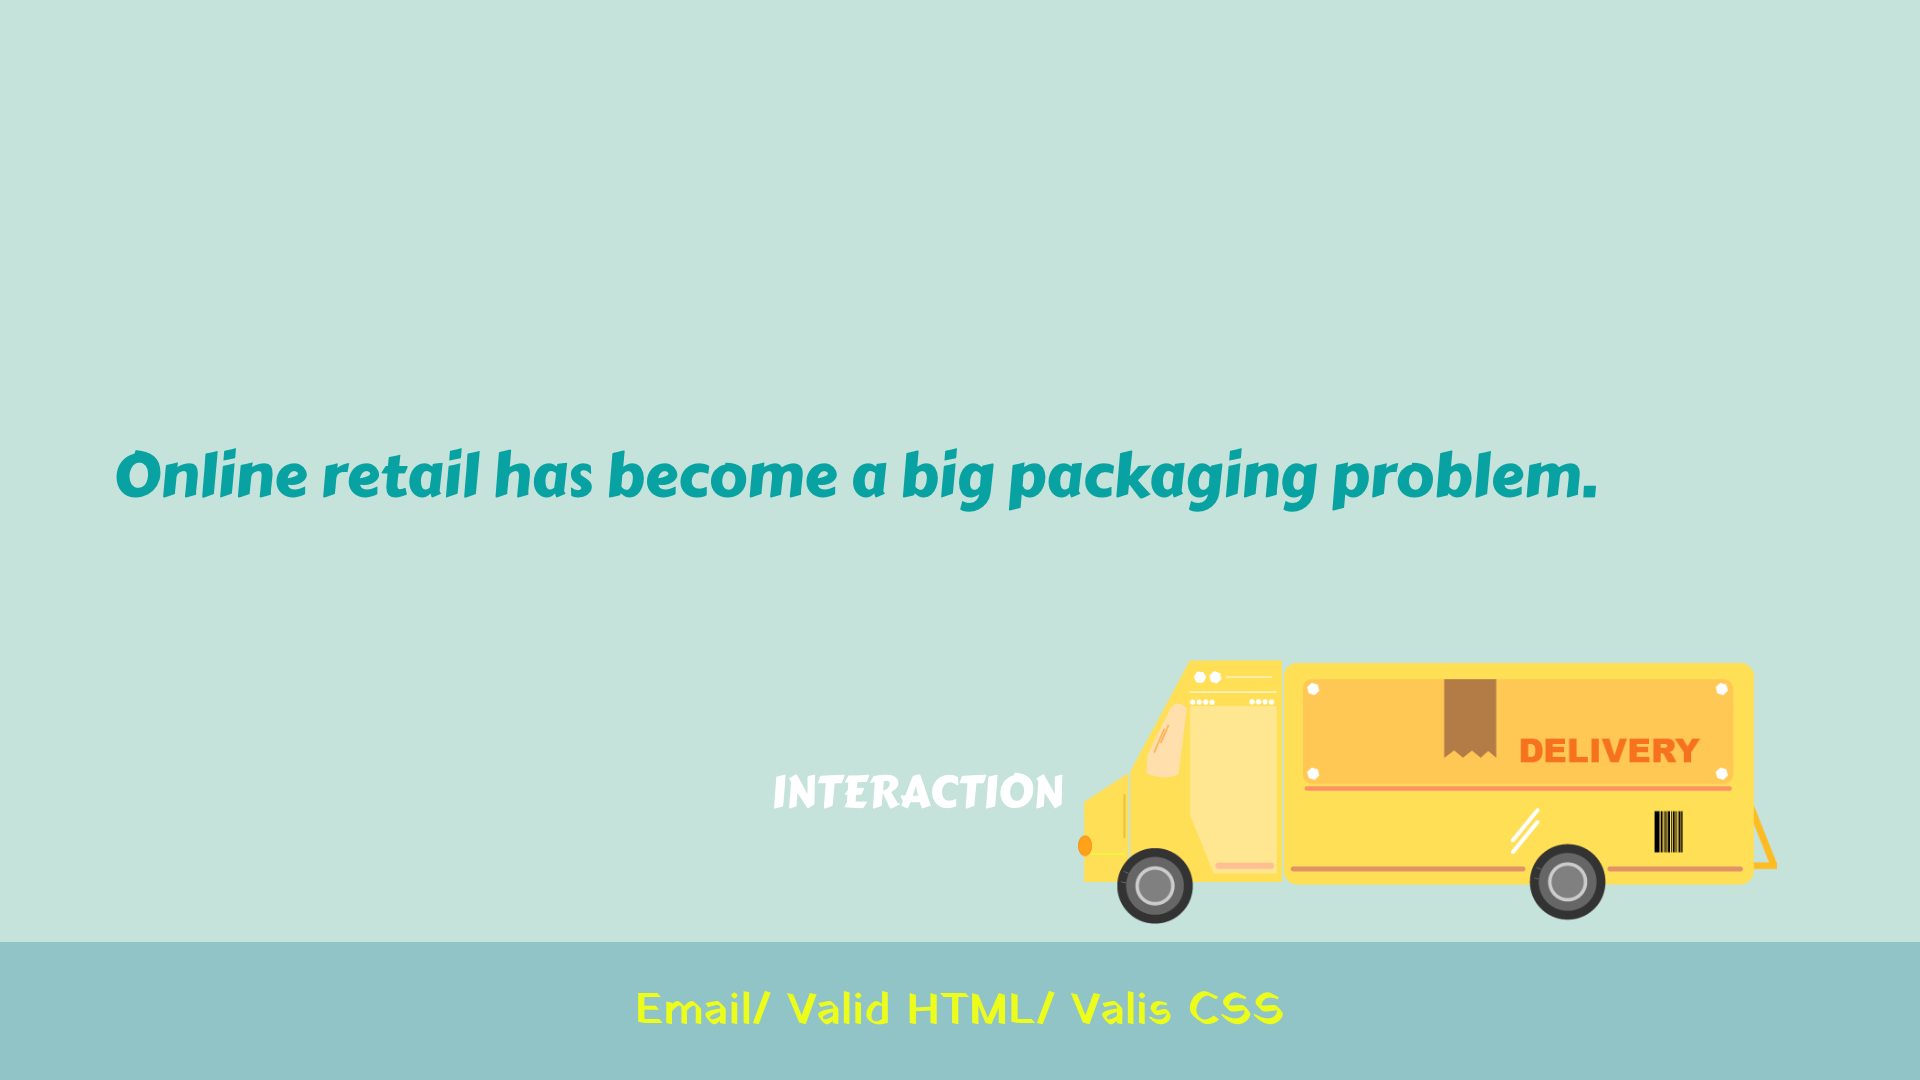 Online retail has become a big packaging problem.
DELIVERY
INTERACTION
Email/ Valid HTML/ Valis CSS